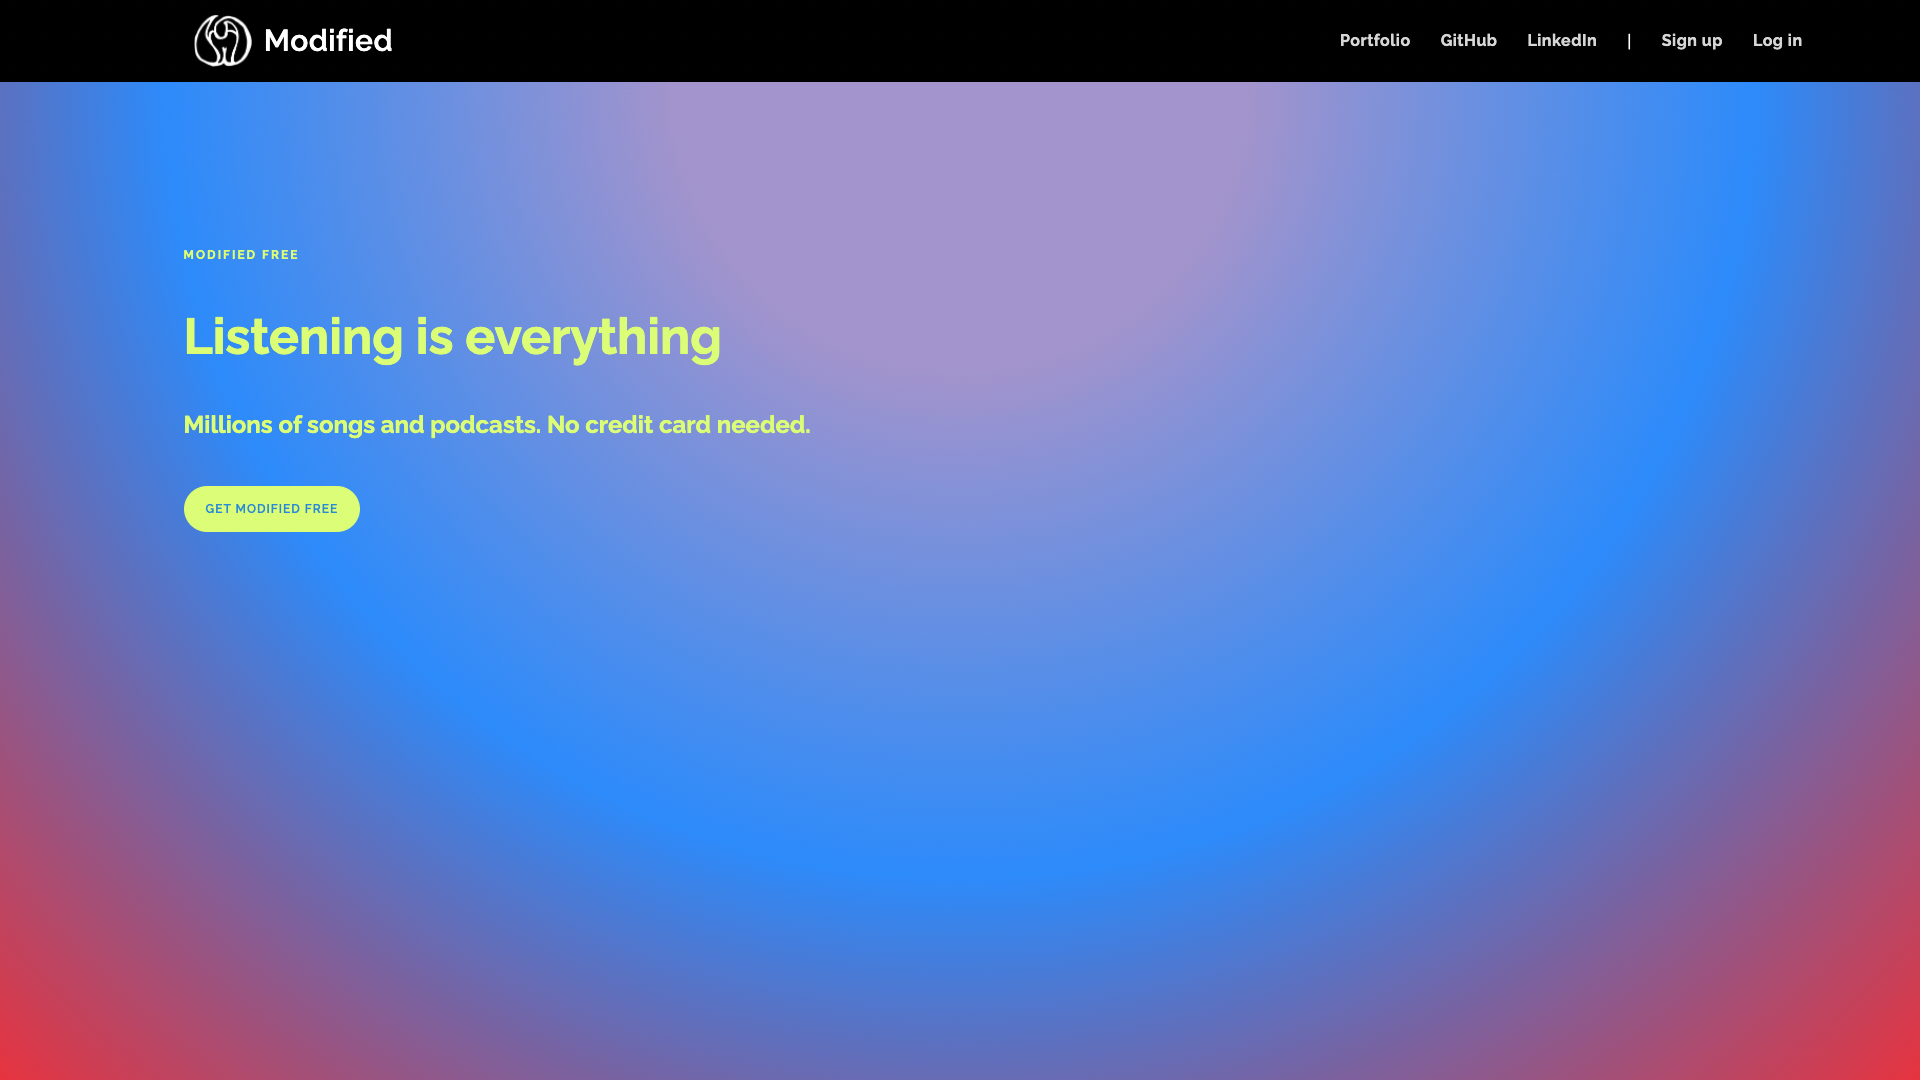 Modified
Portfolio GitHub LinkedIn | Sign up Log in
MODIFIED FREE
Listening is everything
Millions of songs and podcasts. No credit card needed.
GET MODIFIED FREE